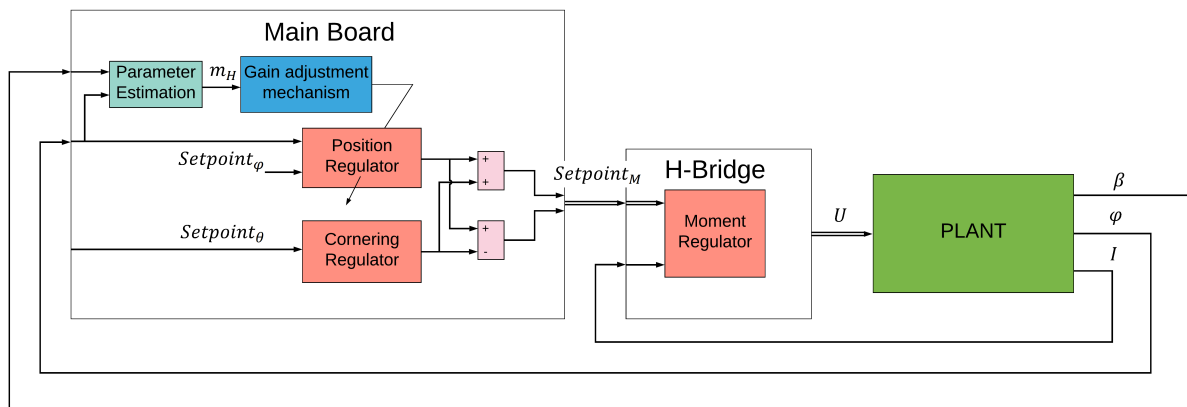 Main Board
Parameter
Estimation
m_H
Gain adjustment
mechanism
Setpoint_φ
Position
Regulator
+
+
Setpoint_θ
Cornering
Regulator
+
-
Setpoint_M
H-Bridge
Moment
Regulator
U
PLANT
β
φ
I